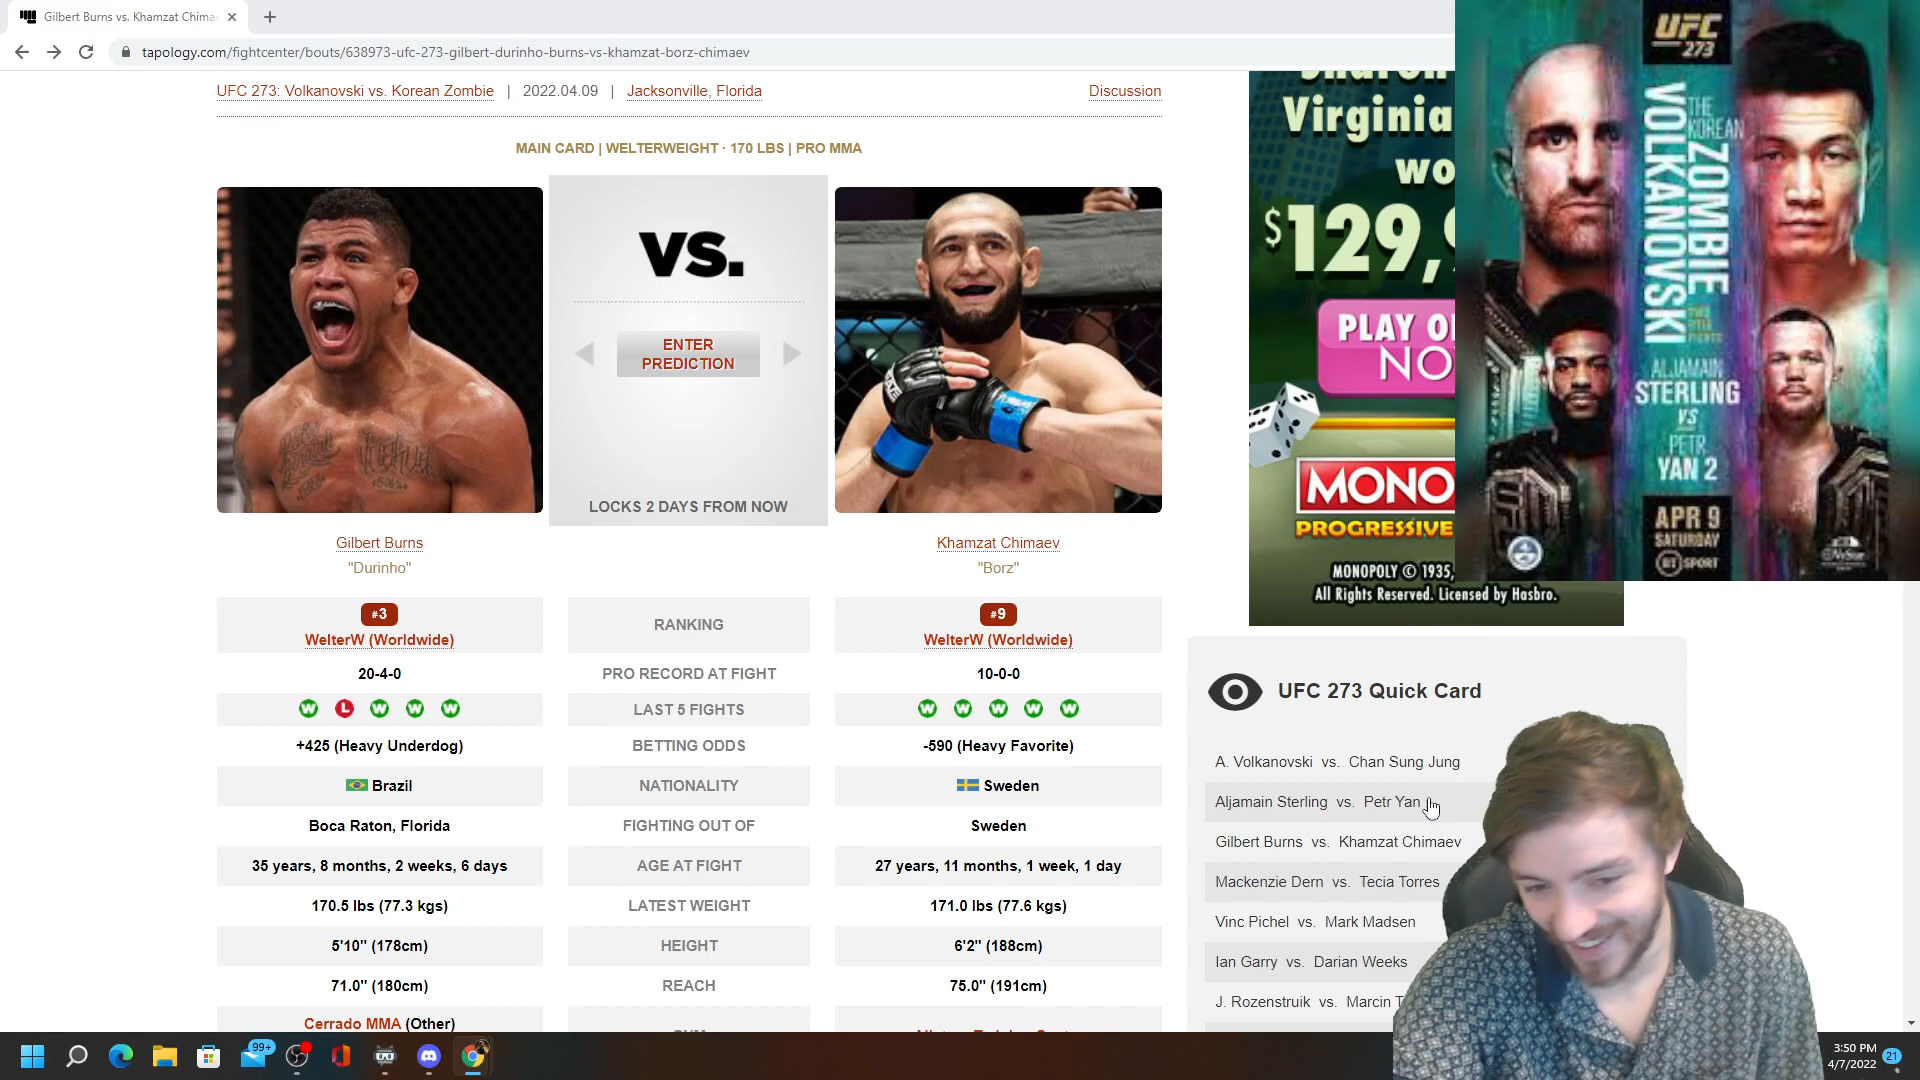 Gilbert Burns vs. Khamzat Chima
tapology.com/fightcenter/bouts/638973-ufc-273-gilbert-durinho-burns-vs-khamzat-borz-chimaev
UFC 273: Volkanovski vs. Korean Zombie | 2022.04.09 | Jacksonville, Florida
Discussion
MAIN CARD | WELTERWEIGHT · 170 LBS | PRO MMA
VS.
ENTER
PREDICTION
LOCKS 2 DAYS FROM NOW
Gilbert Burns
"Durinho"
Khamzat Chimaev
"Borz"
#3
WelterW (Worldwide)
RANKING
#9
WelterW (Worldwide)
20-4-0
PRO RECORD AT FIGHT
10-0-0
W L W W W
LAST 5 FIGHTS
W W W W W
+425 (Heavy Underdog)
BETTING ODDS
-590 (Heavy Favorite)
Brazil
NATIONALITY
Sweden
Boca Raton, Florida
FIGHTING OUT OF
Sweden
35 years, 8 months, 2 weeks, 6 days
AGE AT FIGHT
27 years, 11 months, 1 week, 1 day
170.5 lbs (77.3 kgs)
LATEST WEIGHT
171.0 lbs (77.6 kgs)
5'10" (178cm)
HEIGHT
6'2" (188cm)
71.0" (180cm)
REACH
75.0" (191cm)
Cerrado MMA (Other)
Virginia
wo
$129,
PLAY O
NO
MONO
PROGRESSIVE
MONOPOLY © 1935,
All Rights Reserved. Licensed by Hasbro.
UFC
273
VOLKANOVSKI
THE KOREAN
ZOMBIE
ALJAMAIN
STERLING
VS
PETR
YAN 2
APR 9
SATURDAY
BT SPORT
UFC 273 Quick Card
A. Volkanovski vs. Chan Sung Jung
Aljamain Sterling vs. Petr Yan
Gilbert Burns vs. Khamzat Chimaev
Mackenzie Dern vs. Tecia Torres
Vinc Pichel vs. Mark Madsen
Ian Garry vs. Darian Weeks
J. Rozenstruik vs. Marcin T
99+
3:50 PM
4/7/2022
21